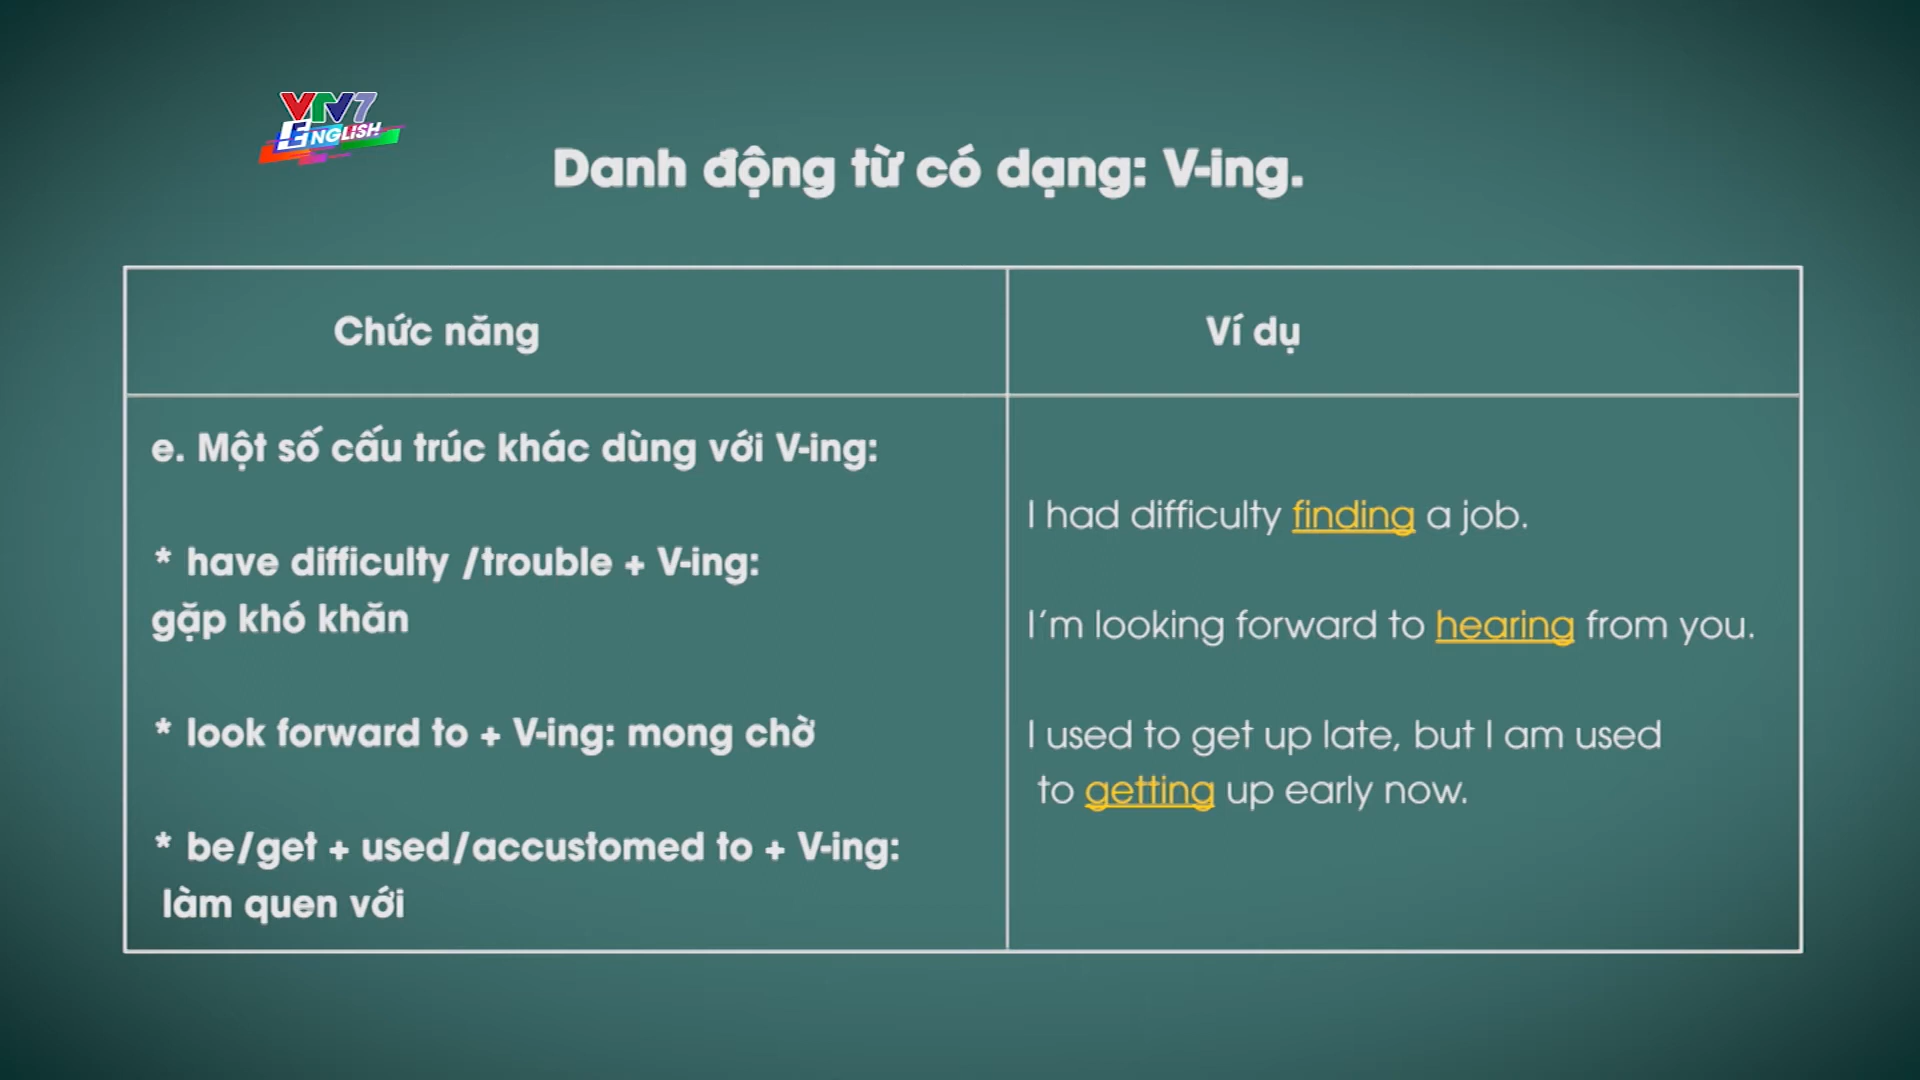 VTV7
ENGLISH
Danh động từ có dạng: V-ing.
Chức năng
Ví dụ
e. Một số cấu trúc khác dùng với V-ing:
* have difficulty /trouble + V-ing:
gặp khó khăn
* look forward to + V-ing: mong chờ
* be/get + used/accustomed to + V-ing:
làm quen với
I had difficulty finding a job.
I´m looking forward to hearing from you.
I used to get up late, but I am used
to getting up early now.